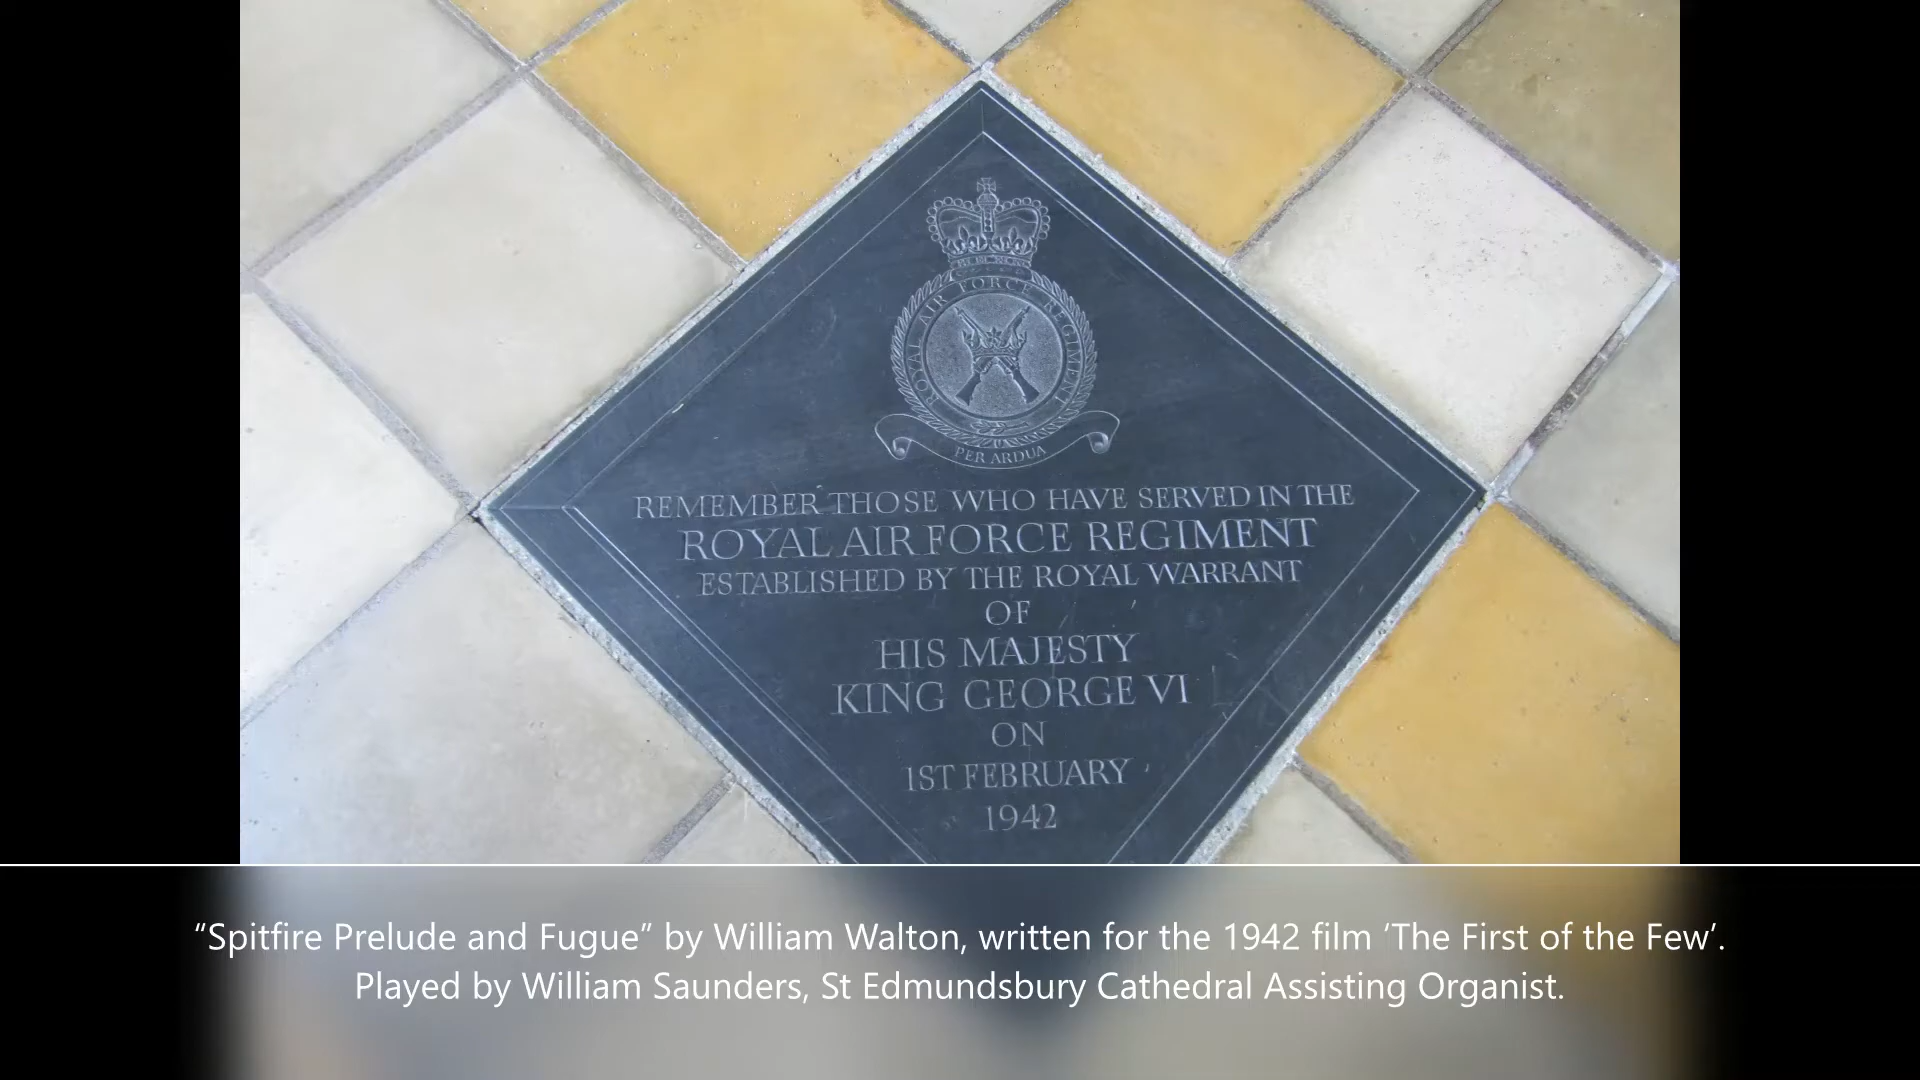 ROYAL AIR FORCE REGIMENT
PER ARDUA
REMEMBER THOSE WHO HAVE SERVED IN THE
ROYAL AIR FORCE REGIMENT
ESTABLISHED BY THE ROYAL WARRANT
OF
HIS MAJESTY
KING GEORGE VI
ON
1ST FEBRUARY
1942
“Spitfire Prelude and Fugue” by William Walton, written for the 1942 film ‘The First of the Few’.
Played by William Saunders, St Edmundsbury Cathedral Assisting Organist.